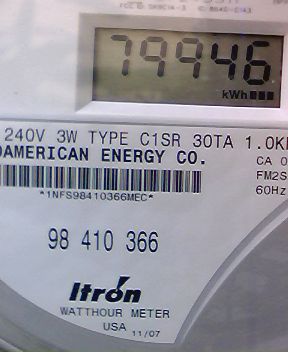 79946
kWh
240V 3W TYPE C1SR 30TA 1.0K
AMERICAN ENERGY CO.
CA 0
FM2S
60Hz
*1NFS98410366MEC*
98 410 366
Itrón
WATTHOUR METER
USA 11/07